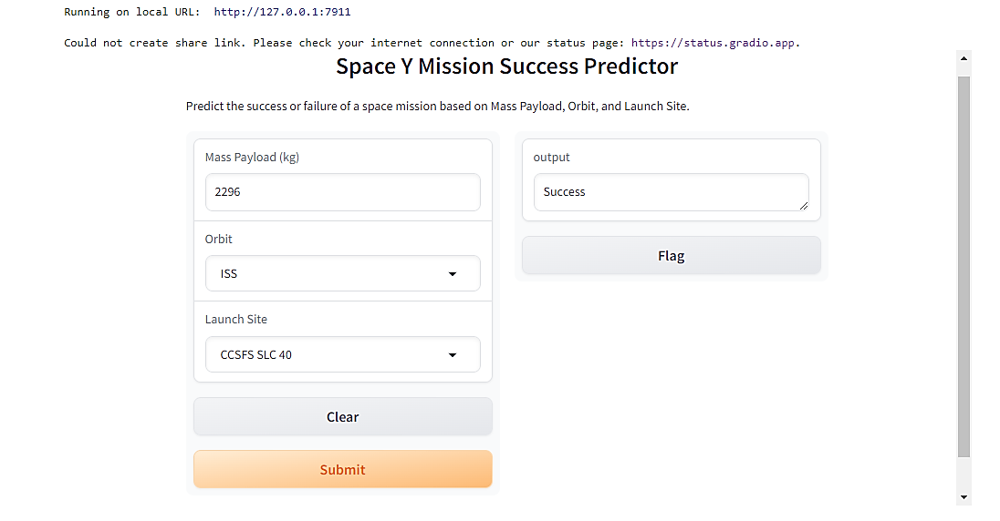 Running on local URL:  http://127.0.0.1:7911
Could not create share link. Please check your internet connection or our status page: https://status.gradio.app.
Space Y Mission Success Predictor
Predict the success or failure of a space mission based on Mass Payload, Orbit, and Launch Site.
Mass Payload (kg)
2296
Orbit
ISS
Launch Site
CCSFS SLC 40
Clear
Submit
output
Success
Flag